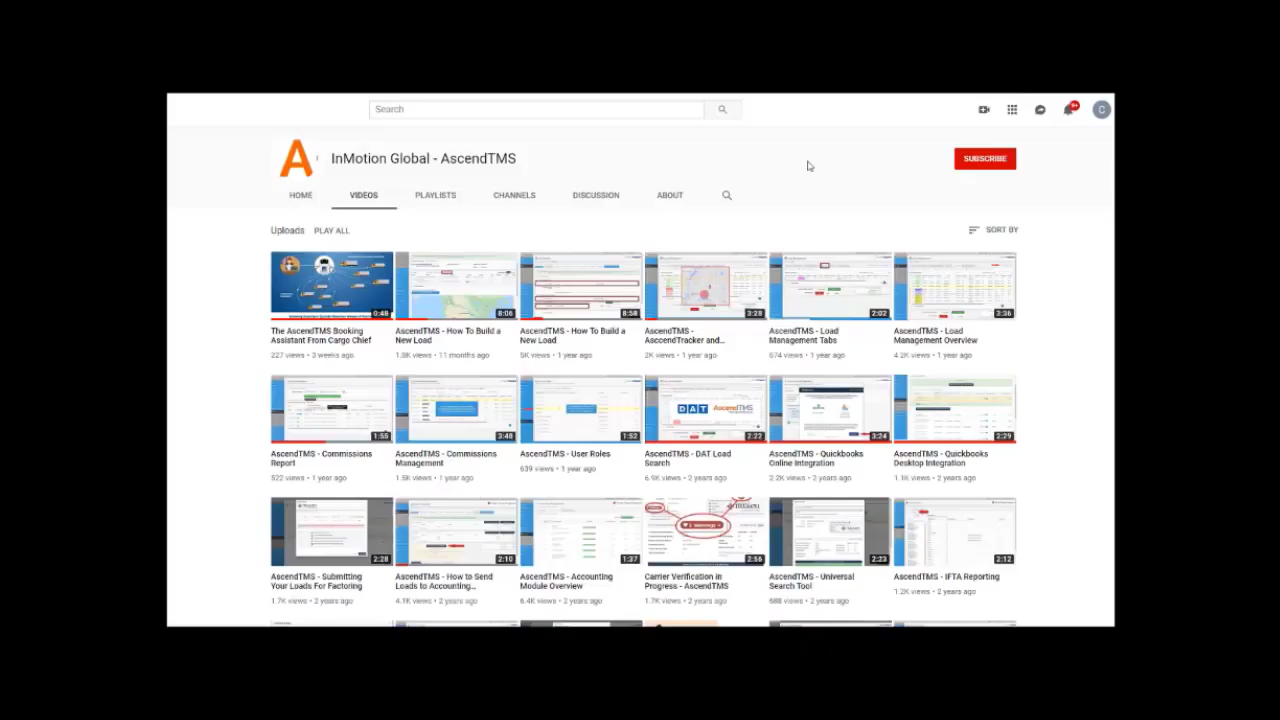 Search
9+
C
A
InMotion Global - AscendTMS
SUBSCRIBE
HOME
VIDEOS
PLAYLISTS
CHANNELS
DISCUSSION
ABOUT
Uploads
PLAY ALL
SORT BY
0:48
8:06
8:58
3:28
2:02
3:36
The AscendTMS Booking
Assistant From Cargo Chief
227 views • 3 weeks ago
AscendTMS - How To Build a
New Load
1.8K views • 11 months ago
AscendTMS - How To Build a
New Load
5K views • 1 year ago
AscendTMS -
AsccendTracker and...
2K views • 1 year ago
AscendTMS - Load
Management Tabs
674 views • 1 year ago
AscendTMS - Load
Management Overview
4.2K views • 1 year ago
1:55
3:48
1:52
DAT AscendTMS
2:22
3:24
2:29
AscendTMS - Commissions
Report
522 views • 1 year ago
AscendTMS - Commissions
Management
1.5K views • 1 year ago
AscendTMS - User Roles
639 views • 1 year ago
AscendTMS - DAT Load
Search
6.9K views • 2 years ago
AscendTMS - Quickbooks
Online Integration
2.2K views • 2 years ago
AscendTMS - Quickbooks
Desktop Integration
1.1K views • 2 years ago
2:28
2:10
1:37
2:16
2:23
2:12
AscendTMS - Submitting
Your Loads For Factoring
1.7K views • 2 years ago
AscendTMS - How to Send
Loads to Accounting...
4.1K views • 2 years ago
AscendTMS - Accounting
Module Overview
6.4K views • 2 years ago
Carrier Verification in
Progress - AscendTMS
1.7K views • 2 years ago
AscendTMS - Universal
Search Tool
688 views • 2 years ago
AscendTMS - IFTA Reporting
1.2K views • 2 years ago